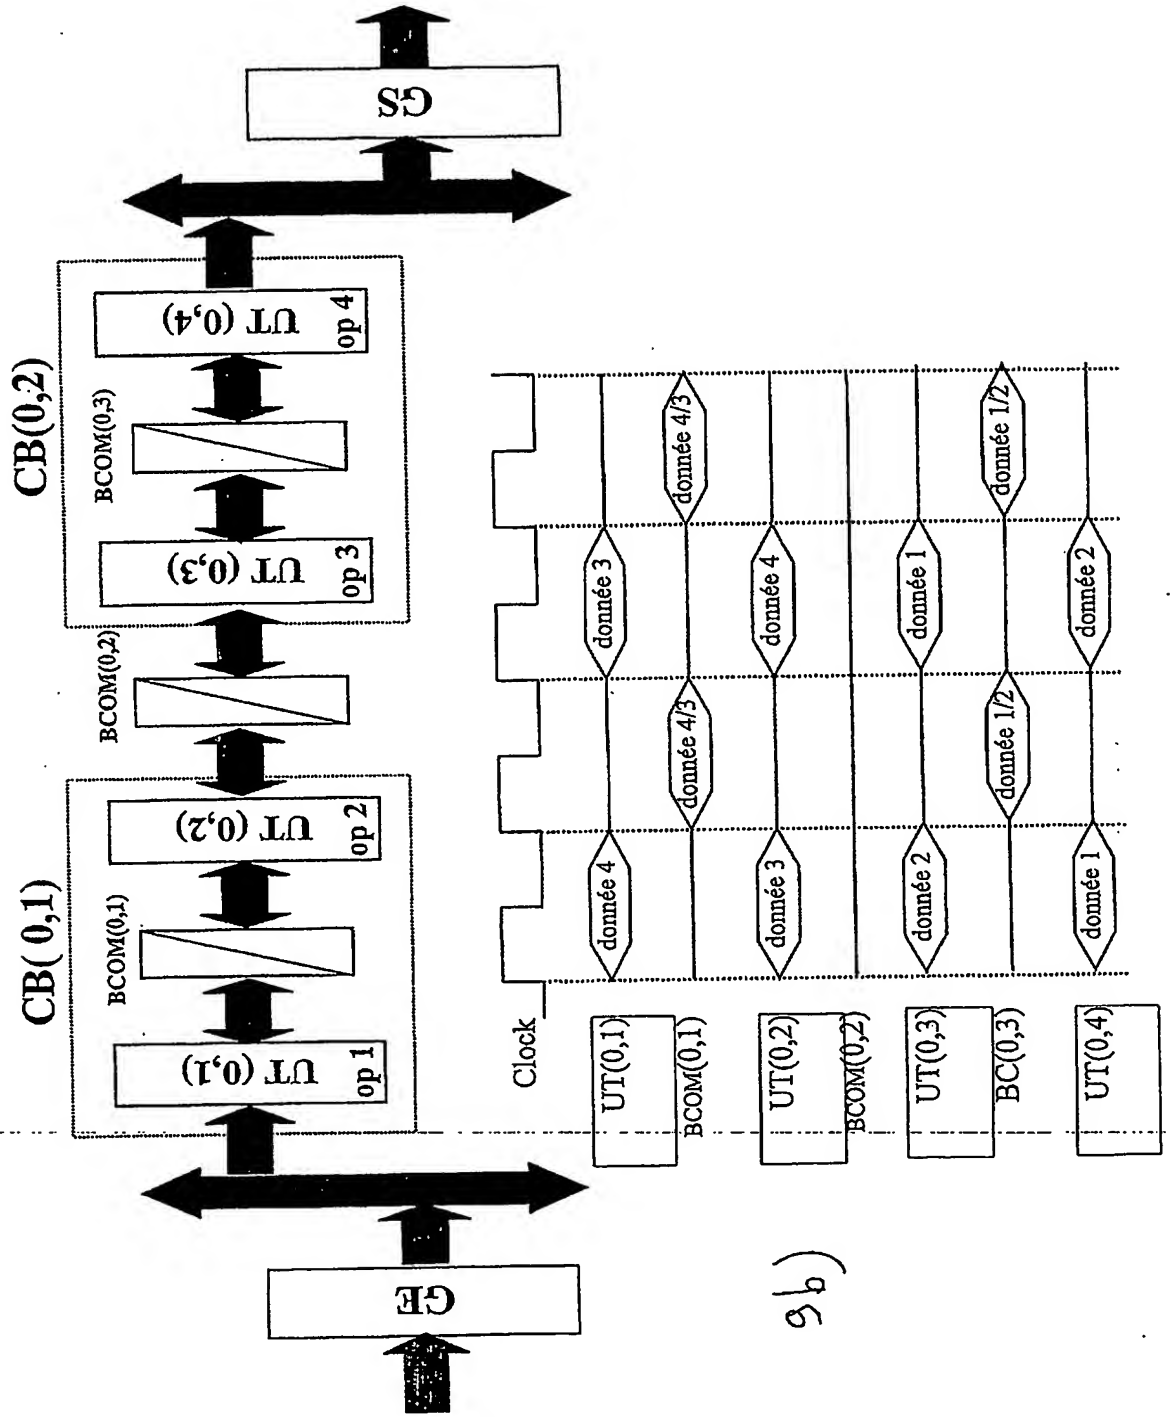 CB( 0,1)
CB(0,2)
BCOM(0,1)
BCOM(0,2)
BCOM(0,3)
GE
UT (0,1)
op 1
UT (0,2)
op 2
UT (0,3)
op 3
UT (0,4)
op 4
GS
Clock
UT(0,1)
donnée 4
donnée 3
BCOM(0,1)
donnée 4/3
donnée 4/3
UT(0,2)
donnée 3
donnée 4
BCOM(0,2)
UT(0,3)
donnée 2
donnée 1
BC(0,3)
donnée 1/2
donnée 1/2
UT(0,4)
donnée 1
donnée 2
9b)